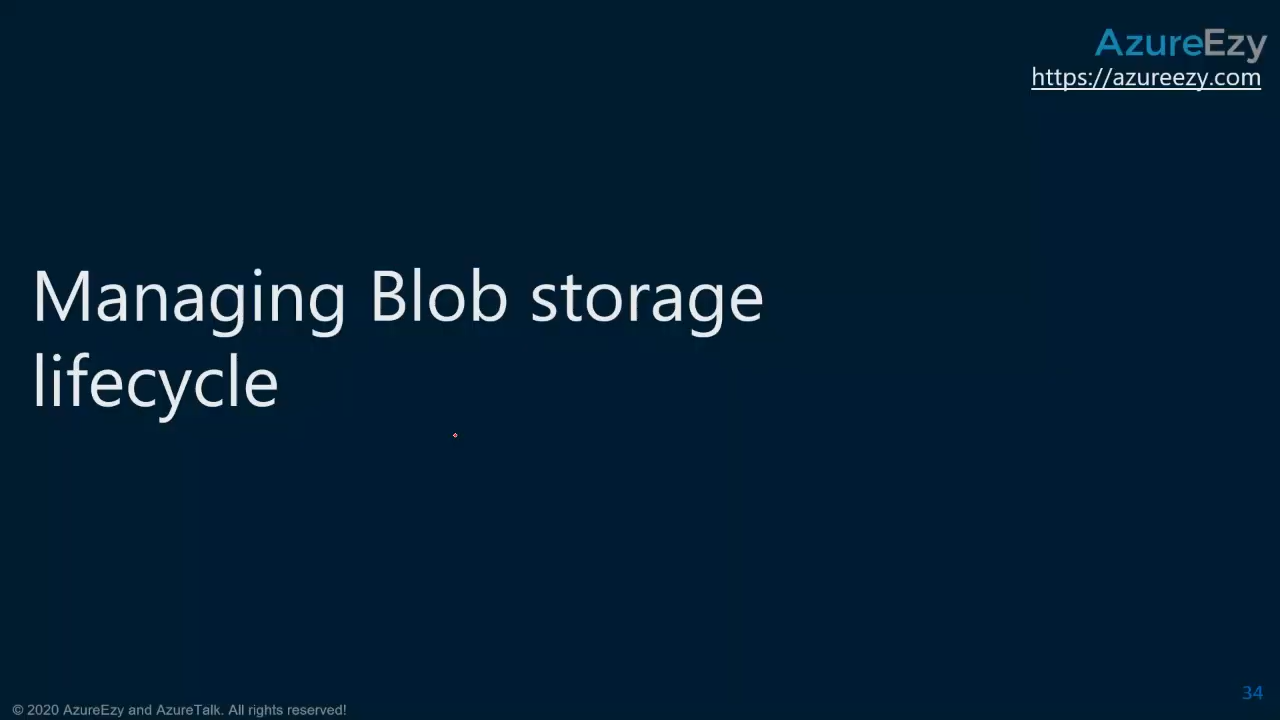 AzureEzy
https://azureezy.com
Managing Blob storage
lifecycle
34
© 2020 AzureEzy and AzureTalk. All rights reserved!